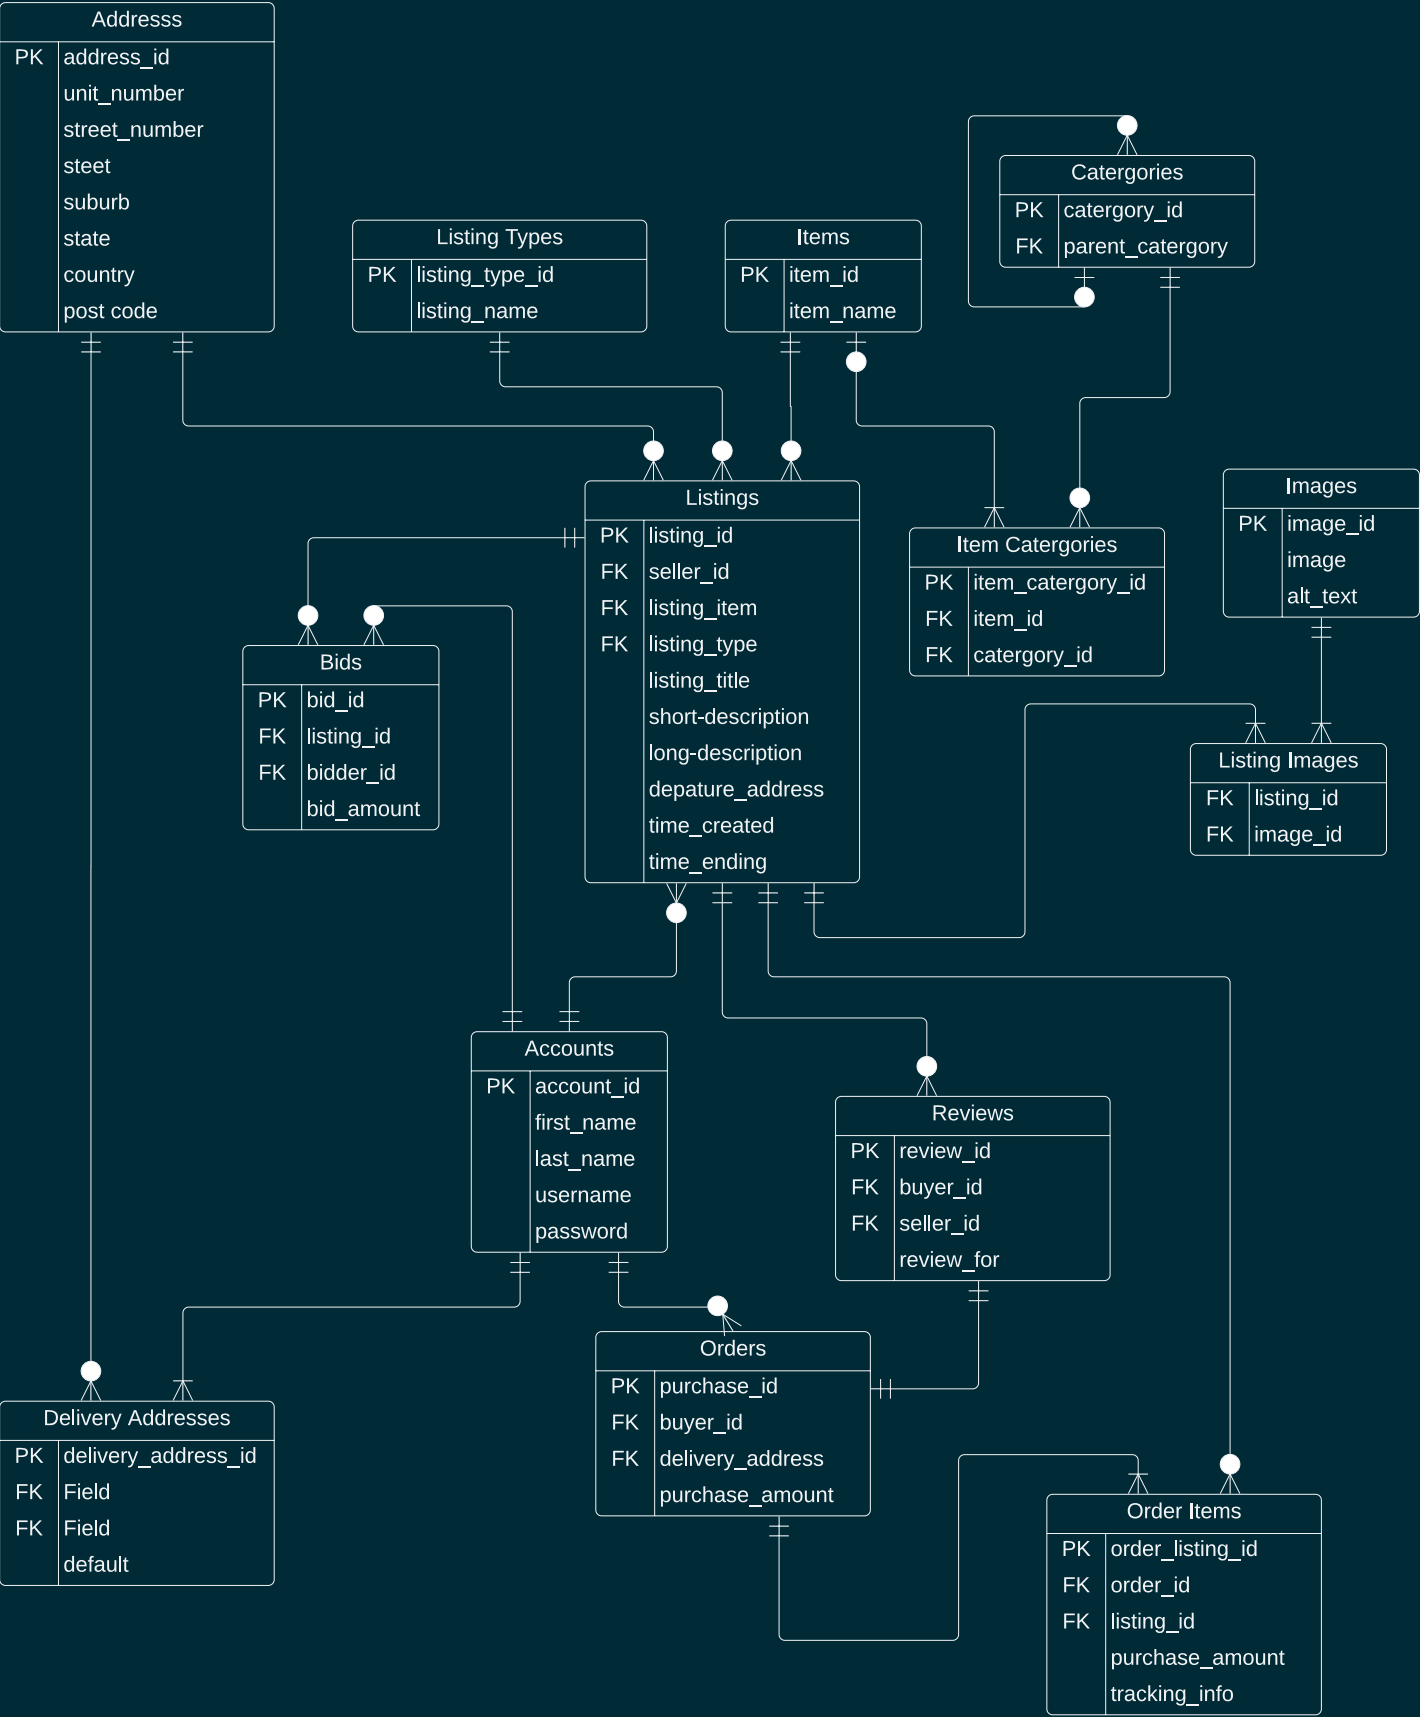 Addresss
PK address_id
unit_number
street_number
steet
suburb
state
country
post code
Listing Types
PK listing_type_id
listing_name
Items
PK item_id
item_name
Catergories
PK catergory_id
FK parent_catergory
Listings
PK listing_id
FK seller_id
FK listing_item
FK listing_type
listing_title
short-description
long-description
depature_address
time_created
time_ending
Item Catergories
PK item_catergory_id
FK item_id
FK catergory_id
Images
PK image_id
image
alt_text
Bids
PK bid_id
FK listing_id
FK bidder_id
bid_amount
Listing Images
FK listing_id
FK image_id
Accounts
PK account_id
first_name
last_name
username
password
Reviews
PK review_id
FK buyer_id
FK seller_id
review_for
Orders
PK purchase_id
FK buyer_id
FK delivery_address
purchase_amount
Delivery Addresses
PK delivery_address_id
FK Field
FK Field
default
Order Items
PK order_listing_id
FK order_id
FK listing_id
purchase_amount
tracking_info